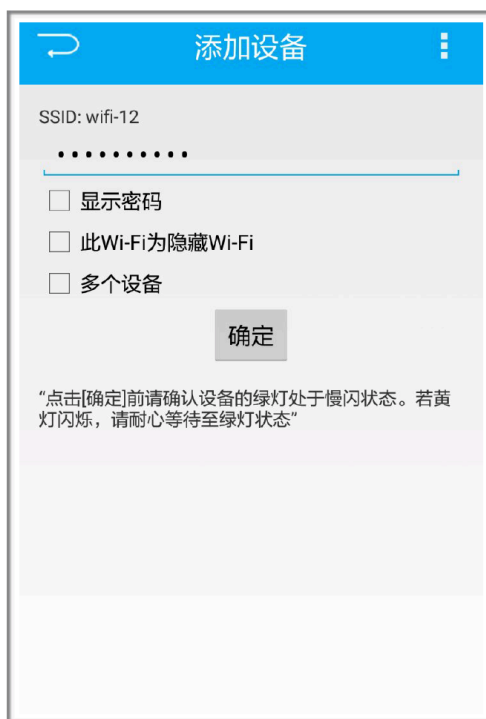 添加设备
SSID: wifi-12
••••••••••
显示密码
此Wi-Fi为隐藏Wi-Fi
多个设备
确定
“点击[确定]前请确认设备的绿灯处于慢闪状态。若黄
灯闪烁，请耐心等待至绿灯状态”